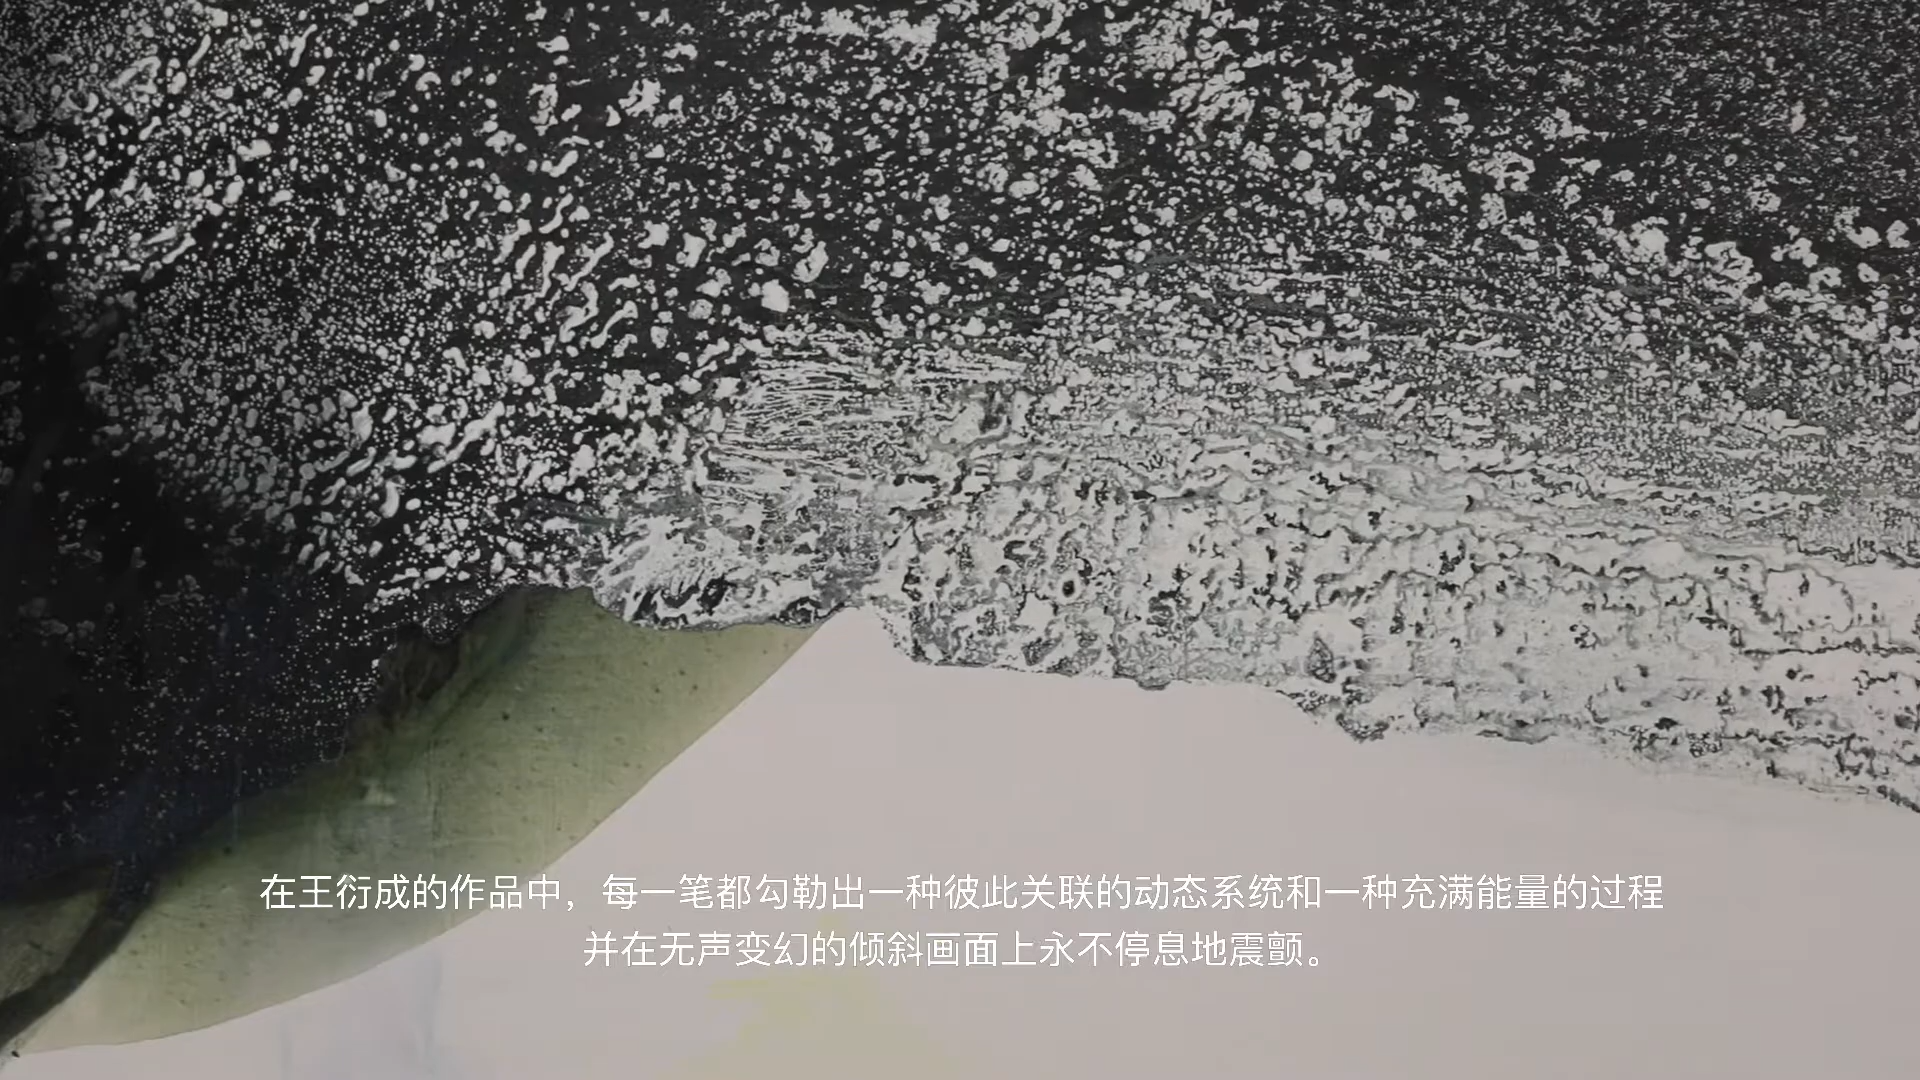 在王衍成的作品中，每一笔都勾勒出一种彼此关联的动态系统和一种充满能量的过程
并在无声变幻的倾斜画面上永不停息地震颤。